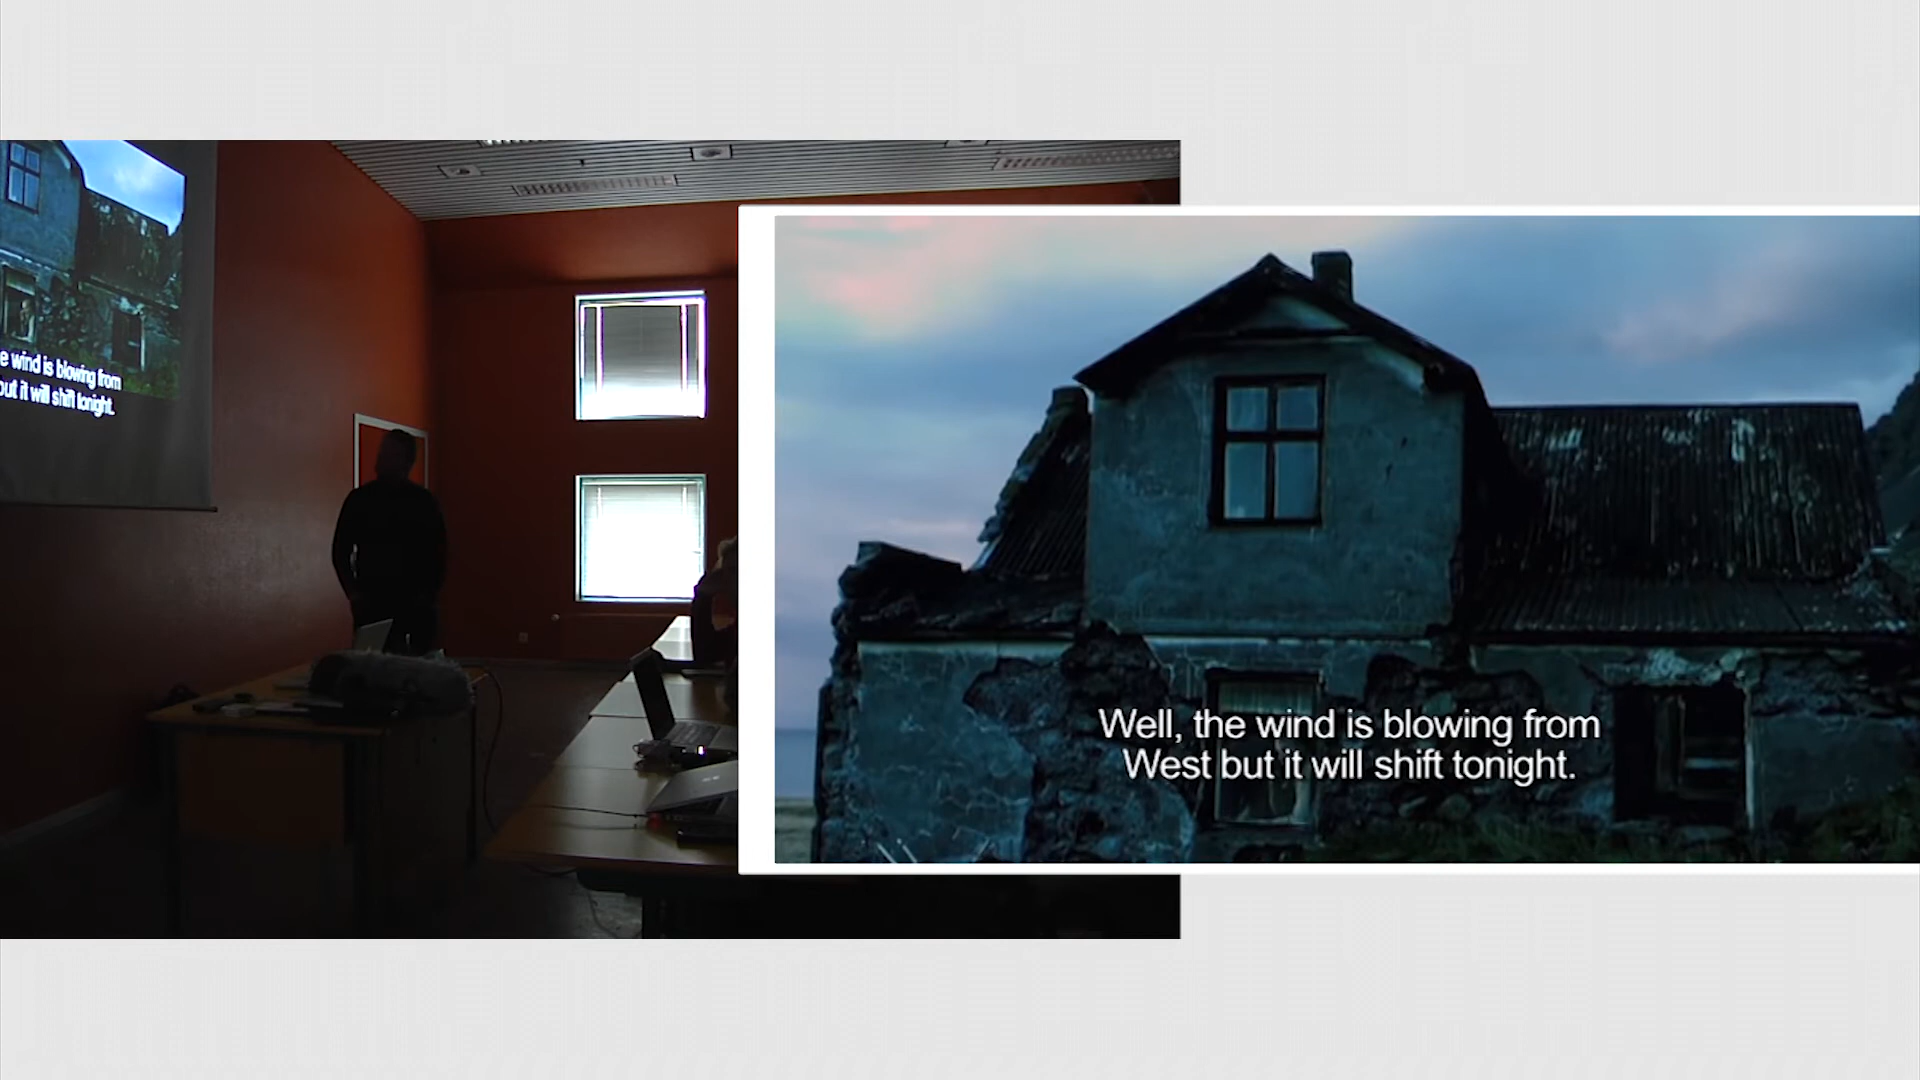 e wind is blowing from
but it will shift tonight.
Well, the wind is blowing from
West but it will shift tonight.